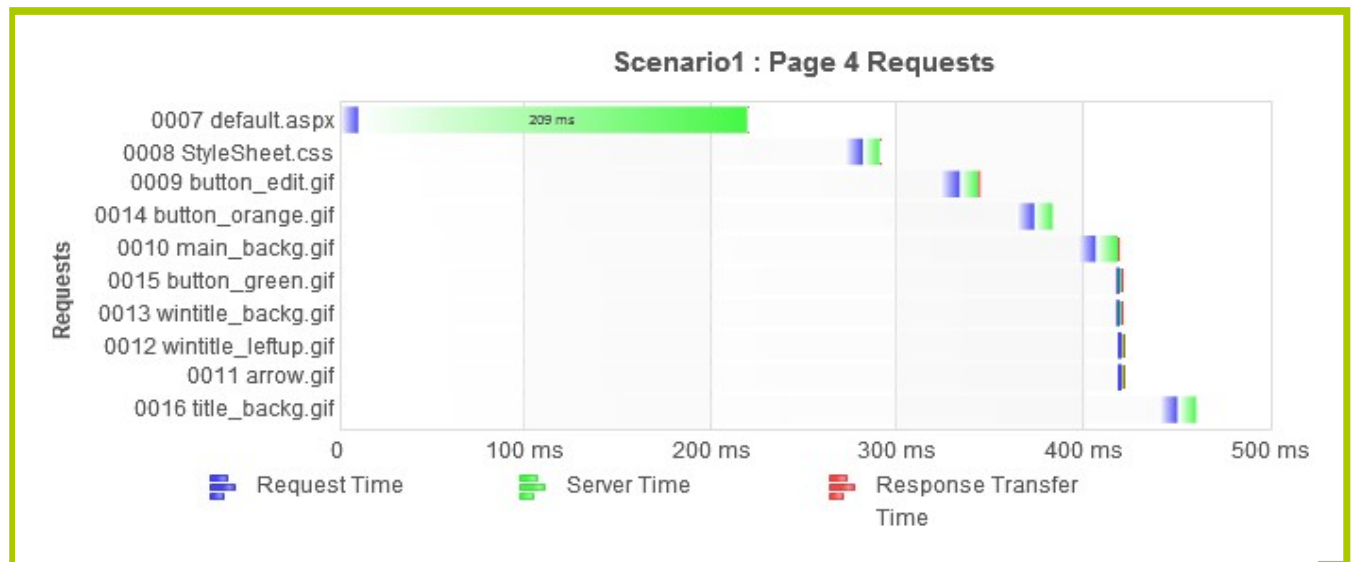 Scenario1 : Page 4 Requests
Requests
0007 default.aspx
209 ms
0008 StyleSheet.css
0009 button_edit.gif
0014 button_orange.gif
0010 main_backg.gif
0015 button_green.gif
0013 wintitle_backg.gif
0012 wintitle_leftup.gif
0011 arrow.gif
0016 title_backg.gif
0 100 ms 200 ms 300 ms 400 ms 500 ms
Request Time Server Time Response Transfer
Time